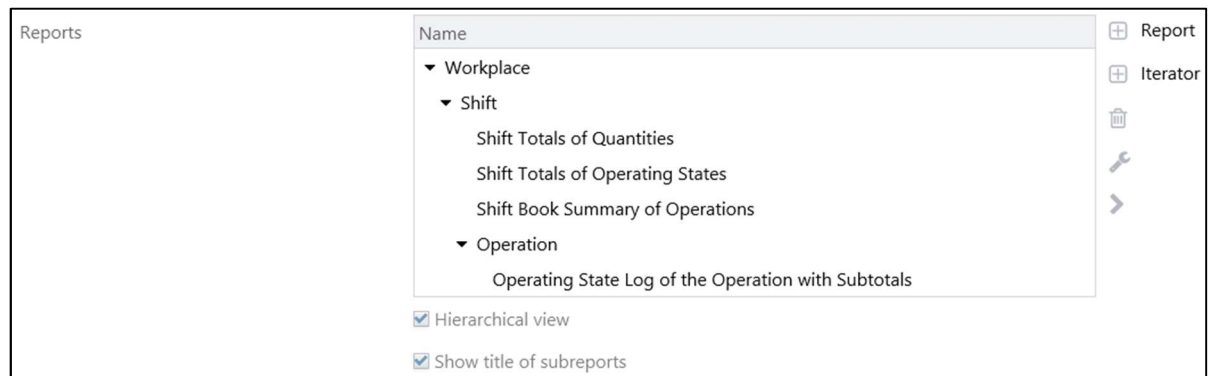 Reports
Name
Workplace
Shift
Shift Totals of Quantities
Shift Totals of Operating States
Shift Book Summary of Operations
Operation
Operating State Log of the Operation with Subtotals
Hierarchical view
Show title of subreports
Report
Iterator